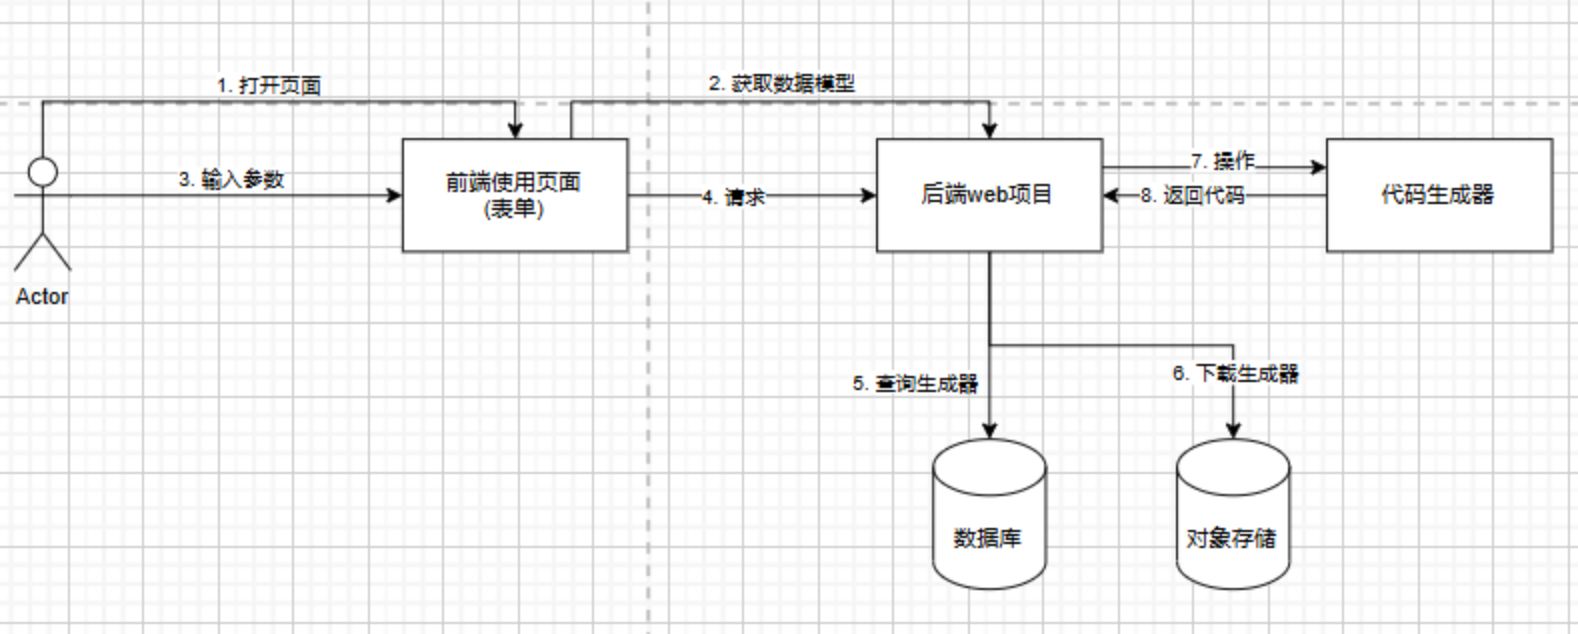 1. 打开页面
2. 获取数据模型
3. 输入参数
前端使用页面
(表单)
4. 请求
后端web项目
7. 操作
8. 返回代码
代码生成器
Actor
5. 查询生成器
6. 下载生成器
数据库
对象存储